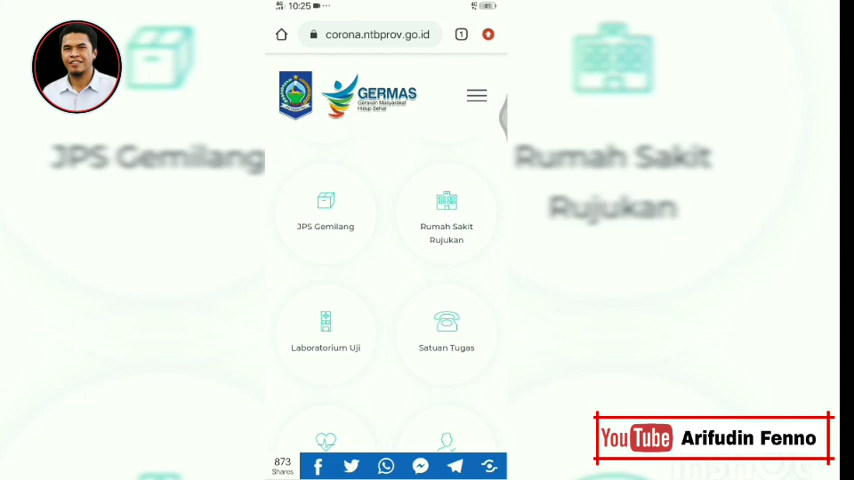 10:25
corona.ntbprov.go.id
1
GERMAS
Gerakan Masyarakat
Hidup Sehat
JPS Gemilang
Rumah Sakit
Rujukan
JPS Gemilang
Rumah Sakit
Rujukan
Laboratorium Uji
Satuan Tugas
873
Shares
YouTube Arifudin Fenno